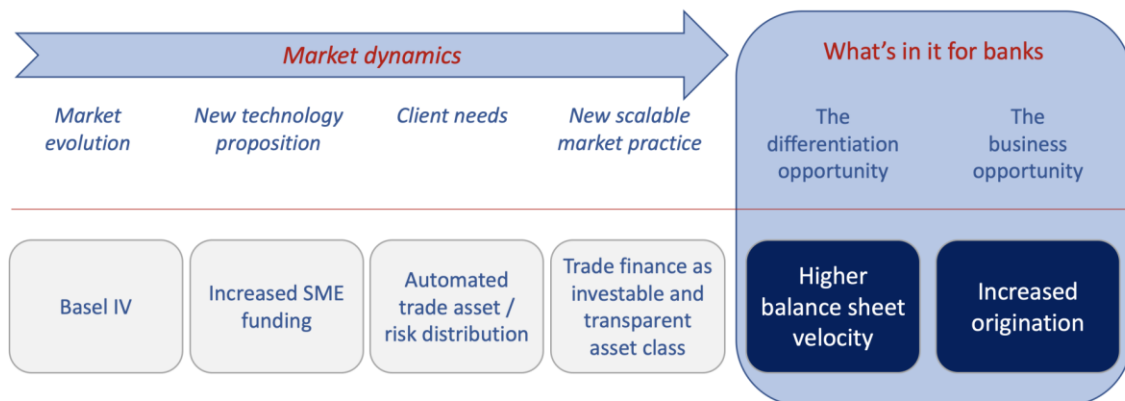 Market dynamics
What's in it for banks
Market
evolution
New technology
proposition
Client needs
New scalable
market practice
The
differentiation
opportunity
The
business
opportunity
Basel IV
Increased SME
funding
Automated
trade asset /
risk distribution
Trade finance as
investable and
transparent
asset class
Higher
balance sheet
velocity
Increased
origination